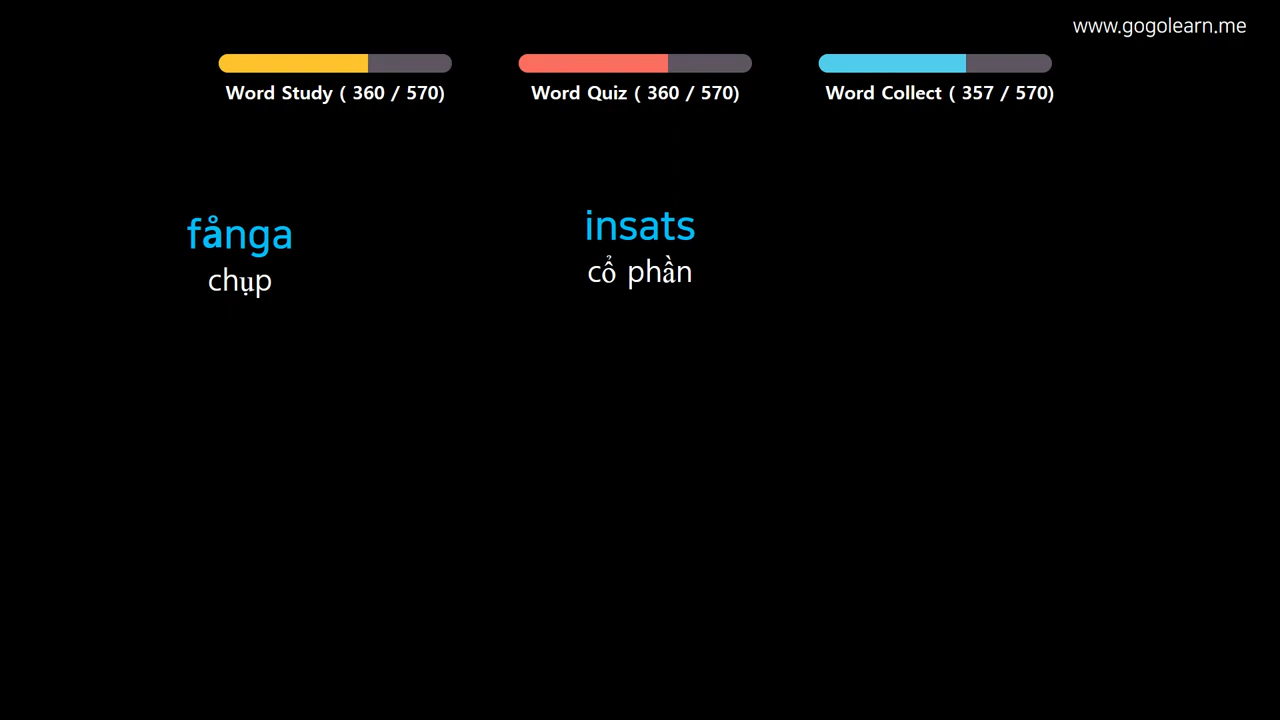 www.gogolearn.me
Word Study ( 360 / 570)
Word Quiz ( 360 / 570)
Word Collect ( 357 / 570)
fånga
chụp
insats
cổ phần